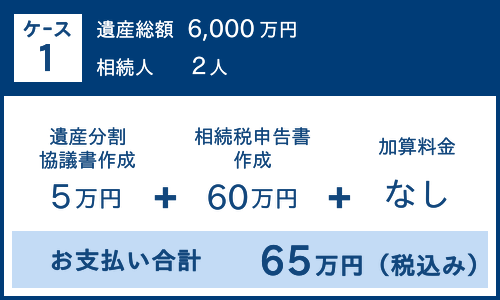 ケース
1
遺産総額 6,000万円
相続人 2人
遺産分割
協議書作成
5万円
+
相続税申告書
作成
60万円
+
加算料金
なし
お支払い合計 65万円（税込み）